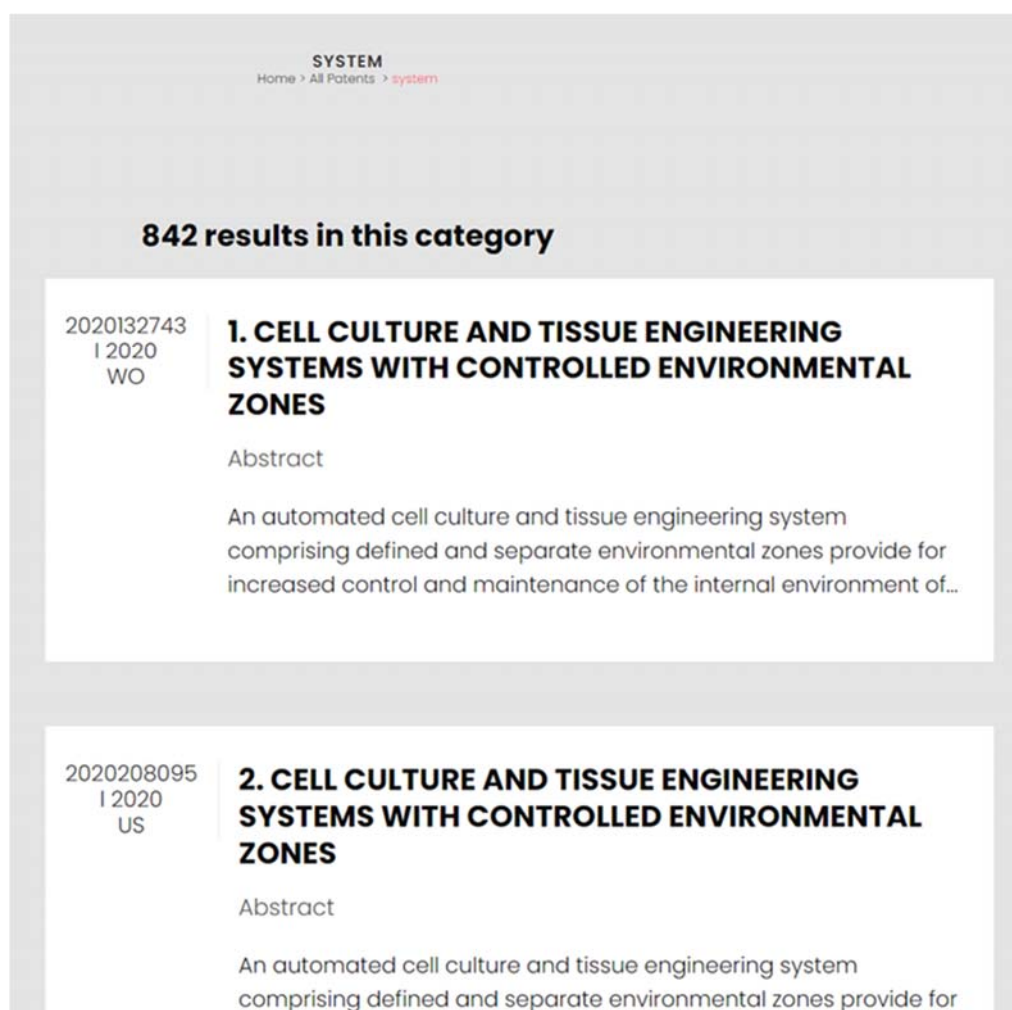 SYSTEM
Home > All Patents > system
842 results in this category
2020132743
| 2020
WO
1. CELL CULTURE AND TISSUE ENGINEERING
SYSTEMS WITH CONTROLLED ENVIRONMENTAL
ZONES
Abstract
An automated cell culture and tissue engineering system
comprising defined and separate environmental zones provide for
increased control and maintenance of the internal environment of...
2020208095
| 2020
US
2. CELL CULTURE AND TISSUE ENGINEERING
SYSTEMS WITH CONTROLLED ENVIRONMENTAL
ZONES
Abstract
An automated cell culture and tissue engineering system
comprising defined and separate environmental zones provide for